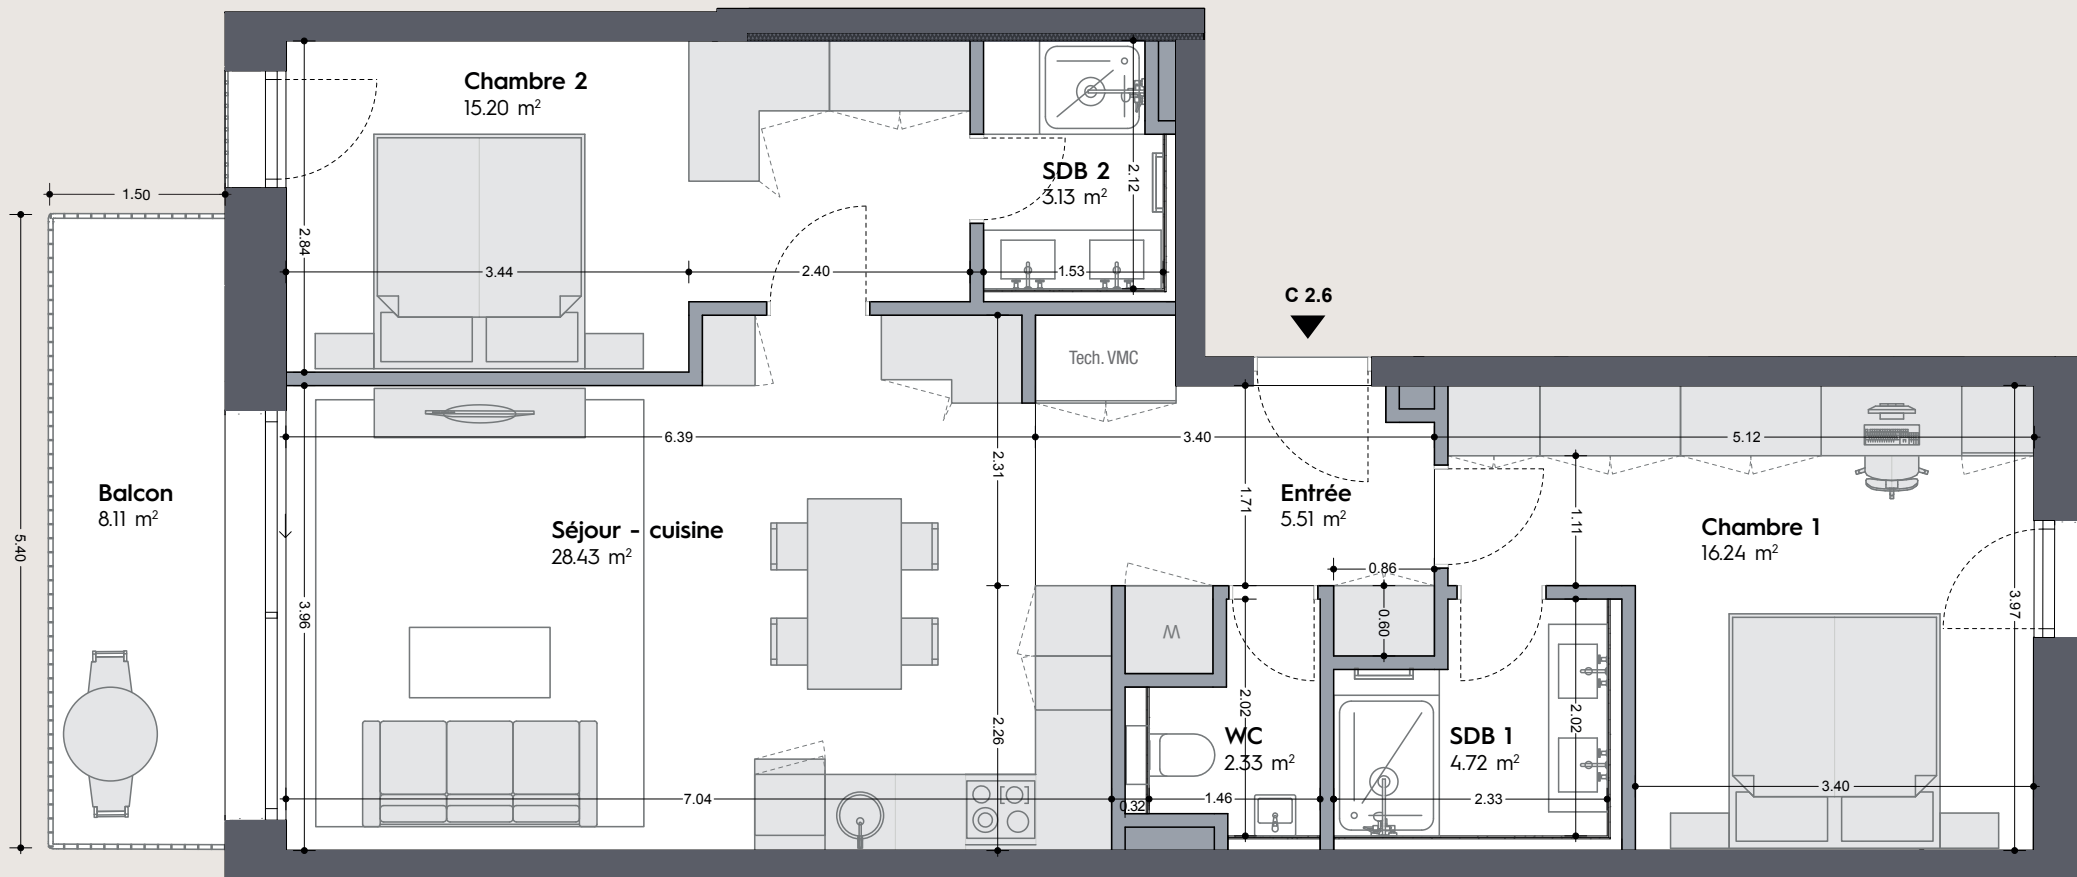 Chambre 2
15.20 m²
SDB 2
3.13 m²
2.12
1.50
2.84
3.44
2.40
1.53
C 2.6
Tech. VMC
6.39
3.40
5.12
2.31
1.71
1.11
Balcon
8.11 m²
Entrée
5.51 m²
Séjour - cuisine
28.43 m²
Chambre 1
16.24 m²
5.40
3.96
0.86
0.60
3.97
W
2.26
2.02
2.02
WC
2.33 m²
SDB 1
4.72 m²
7.04
0.32
1.46
2.33
3.40